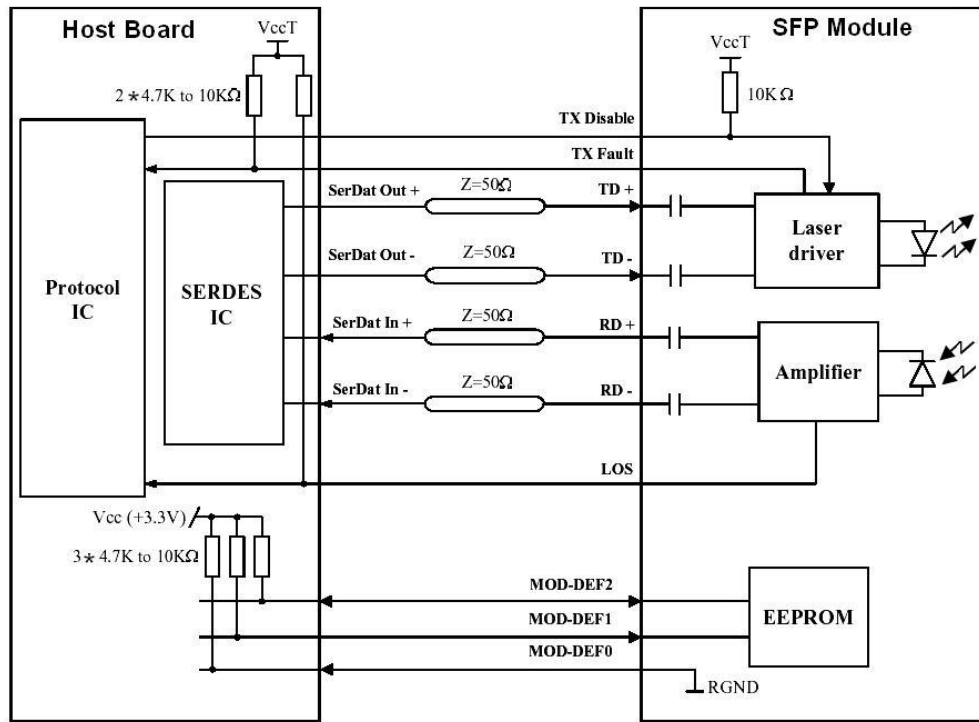 Host Board
SFP Module
VccT
VccT
2*4.7K to 10KΩ
10K Ω
TX Disable
TX Fault
SerDat Out +
Z=50Ω
TD +
SerDat Out -
Z=50Ω
TD -
Laser
driver
Protocol
IC
SERDES
IC
SerDat In +
Z=50Ω
RD +
SerDat In -
Z=50Ω
RD -
Amplifier
LOS
Vcc (+3.3V)
3*4.7K to 10KΩ
MOD-DEF2
MOD-DEF1
MOD-DEF0
EEPROM
RGND